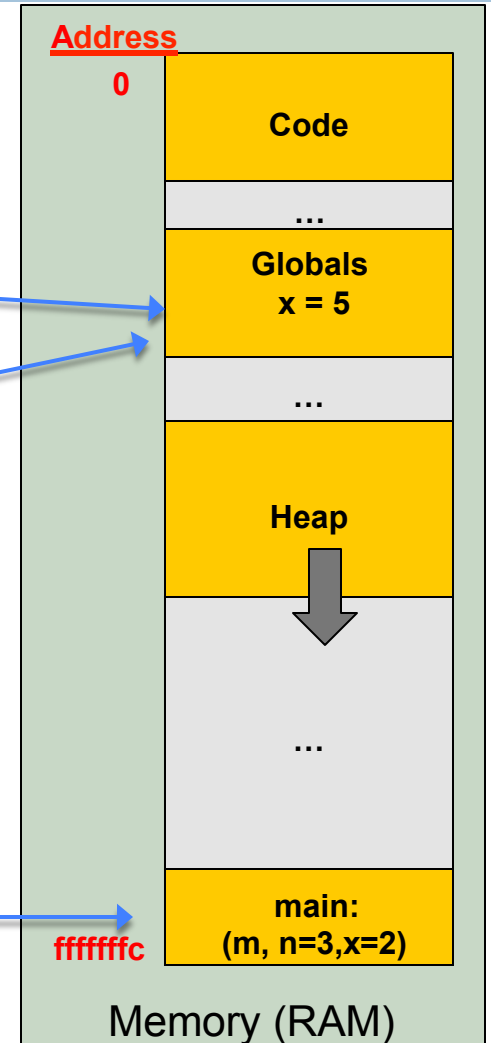 Address
0
Code
...
Globals
x = 5
...
Heap
...
main:
(m, n=3,x=2)
fffffffc
Memory (RAM)